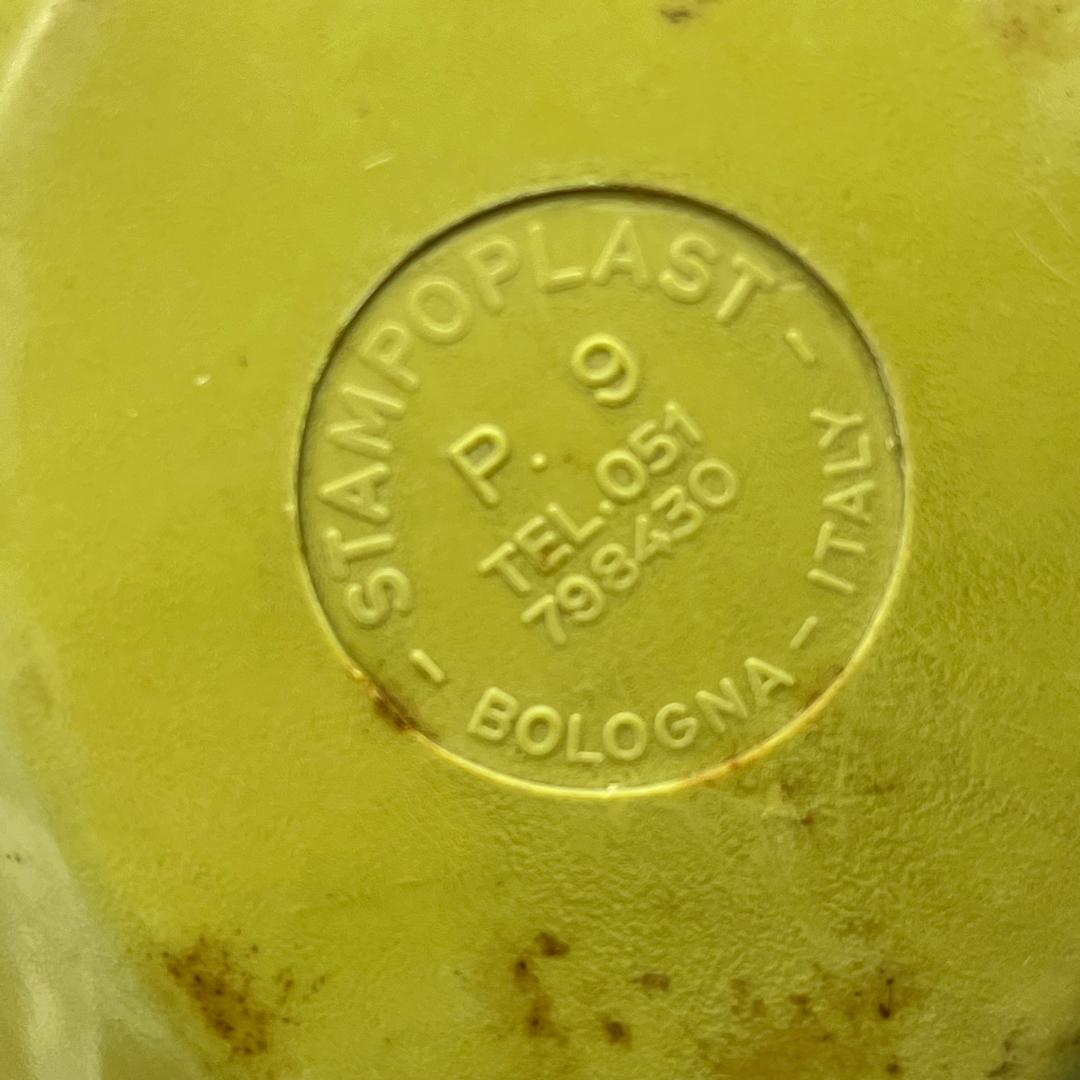 STAMPOPLAST -
P. 9
TEL.051
798430
- BOLOGNA - ITALY